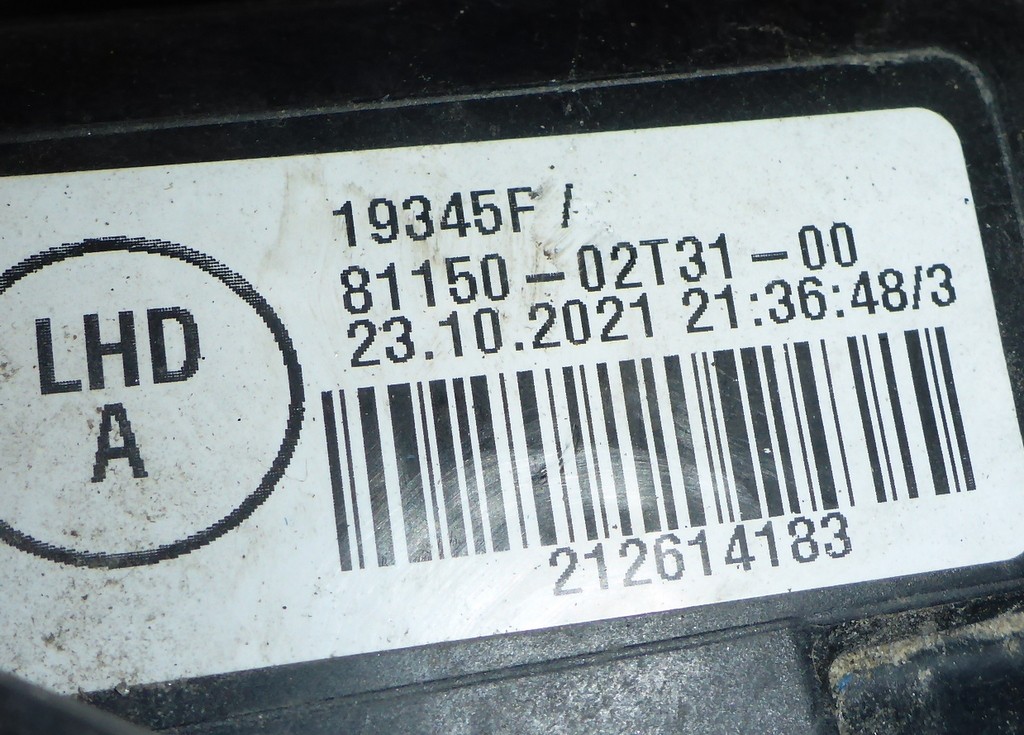 LHD
A
19345F /
81150-02T31-00
23.10.2021 21:36:48/3
212614183